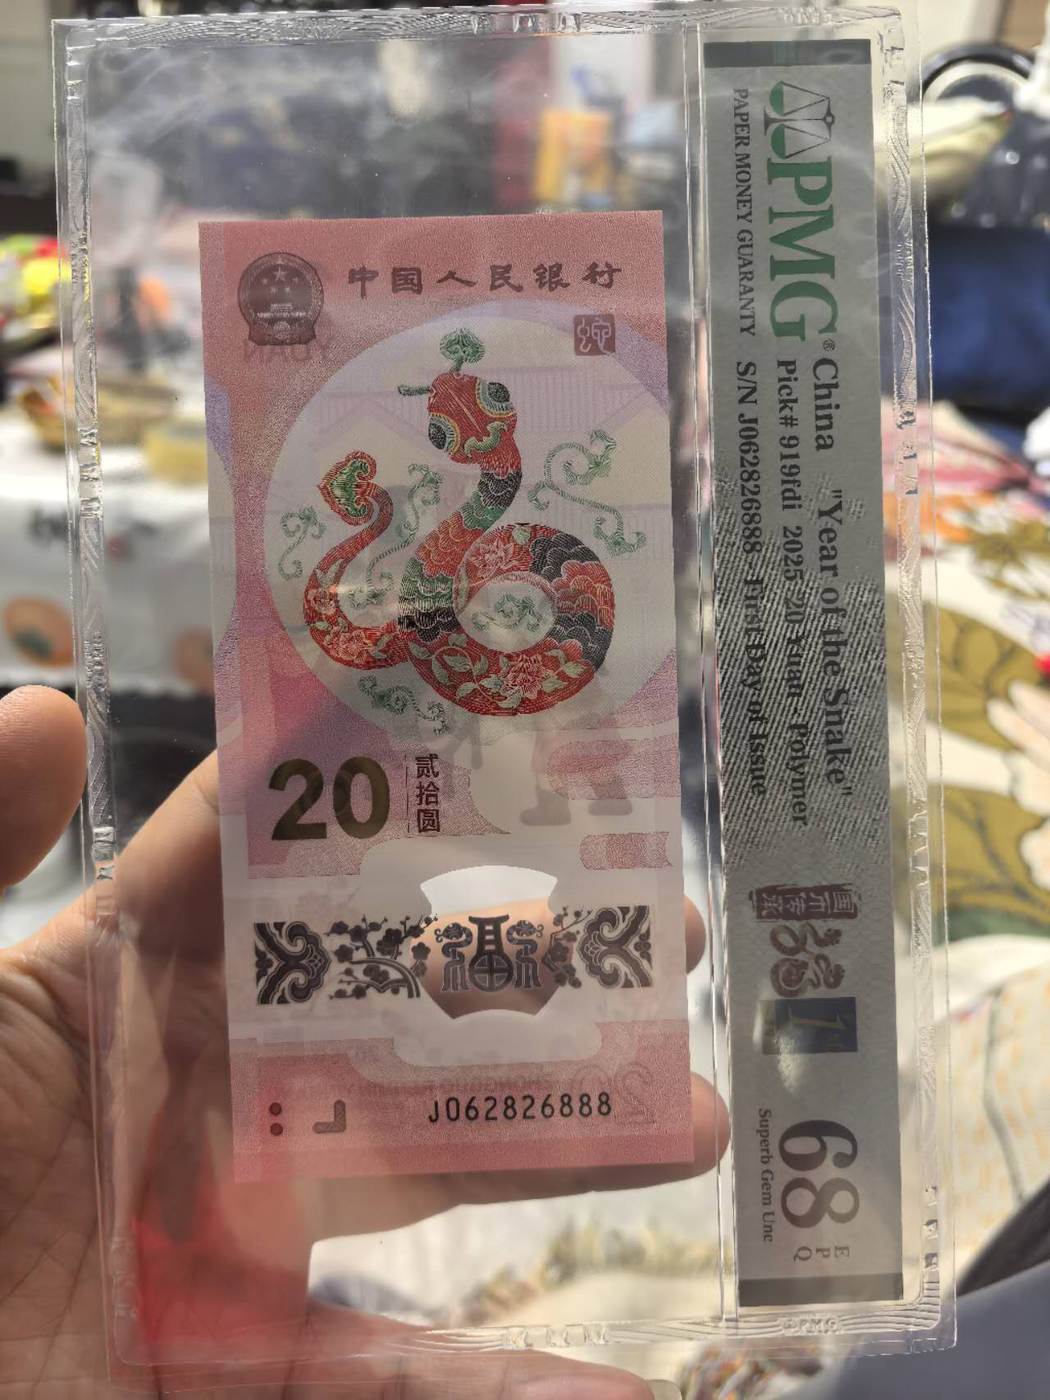 中国人民银行
YUAN
20
贰拾圆
J062826888
PMG®
PAPER MONEY GUARANTY
China "Year of the Snake"
Pick# 919fdi 2025 20 Yuan - Polymer
S/N J062826888 - First Day of Issue
68
EPQ
Superb Gem Unc